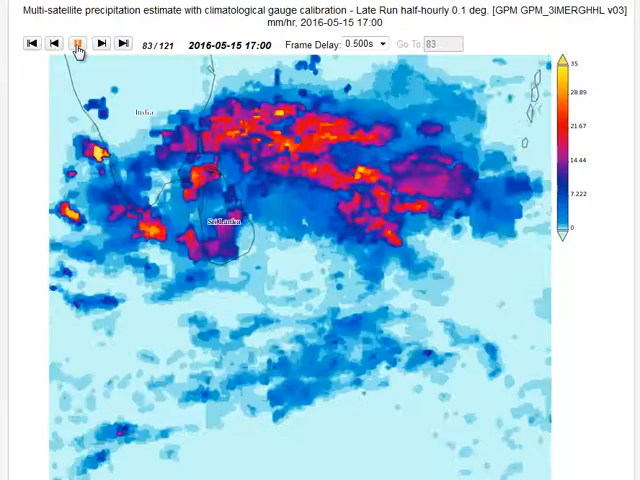 Multi-satellite precipitation estimate with climatological gauge calibration - Late Run half-hourly 0.1 deg. [GPM GPM_3IMERGHHL v03]
mm/hr, 2016-05-15 17:00
83 / 121 2016-05-15 17:00 Frame Delay: 0.500s Go To: 83
35
28.89
21.67
14.44
7.222
0
India
Sri Lanka